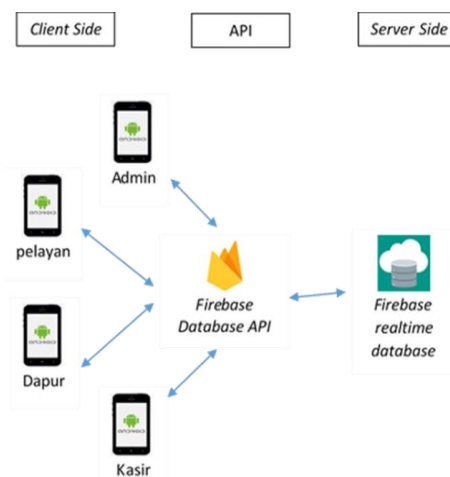 Client Side
API
Server Side
Admin
pelayan
Dapur
Kasir
Firebase
Database API
Firebase
realtime
database